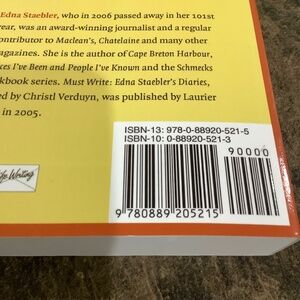 Edna Staebler, who in 2006 passed away in her 101st
year, was an award-winning journalist and a regular
contributor to Maclean's, Chatelaine and many other
magazines. She is the author of Cape Breton Harbour,
I've Been and People I've Known and the Schmecks
cookbook series. Must Write: Edna Staebler's Diaries,
ed by Christl Verduyn, was published by Laurier
in 2005.
Life Writing
ISBN-13: 978-0-88920-521-5
ISBN-10: 0-88920-521-3
90000
9 780889 205215